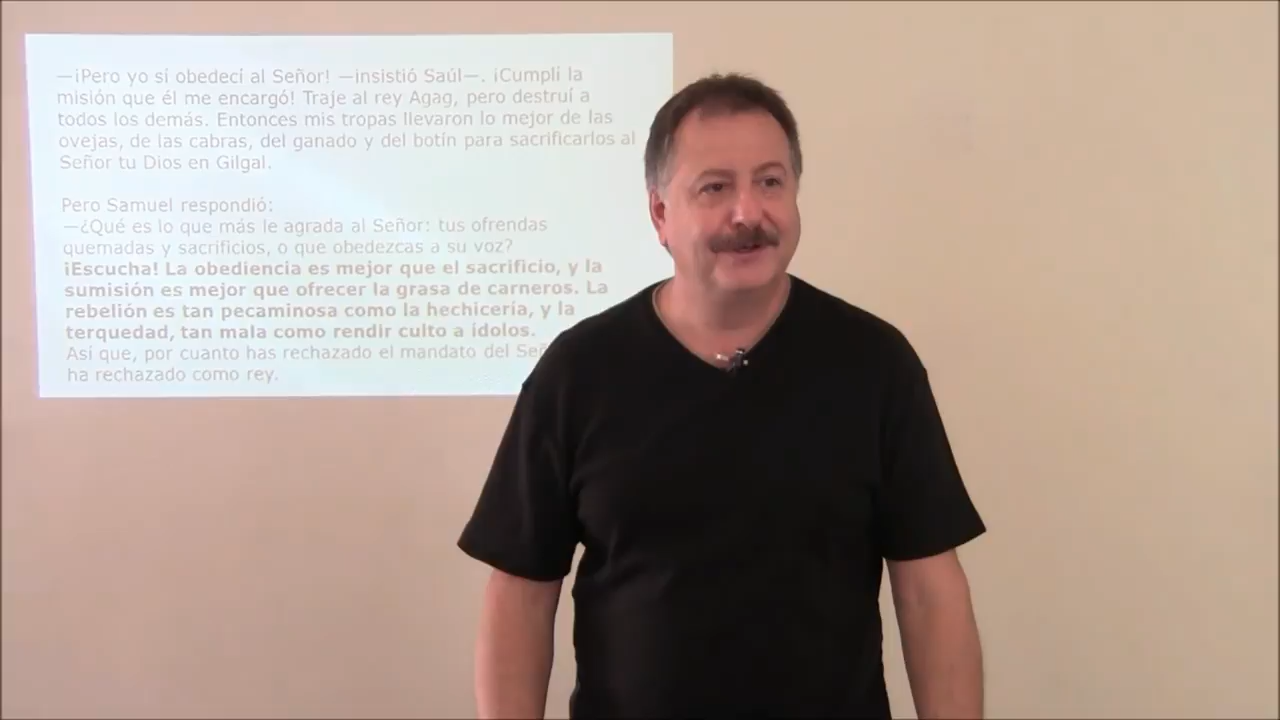 —¡Pero yo sí obedecí al Señor! —insistió Saúl—. ¡Cumplí la
misión que él me encargó! Traje al rey Agag, pero destruí a
todos los demás. Entonces mis tropas llevaron lo mejor de las
ovejas, de las cabras, del ganado y del botín para sacrificarlos al
Señor tu Dios en Gilgal.
Pero Samuel respondió:
—¿Qué es lo que más le agrada al Señor: tus ofrendas
quemadas y sacrificios, o que obedezcas a su voz?
¡Escucha! La obediencia es mejor que el sacrificio, y la
sumisión es mejor que ofrecer la grasa de carneros. La
rebelión es tan pecaminosa como la hechicería, y la
terquedad, tan mala como rendir culto a ídolos.
Así que, por cuanto has rechazado el mandato del
ha rechazado como rey.